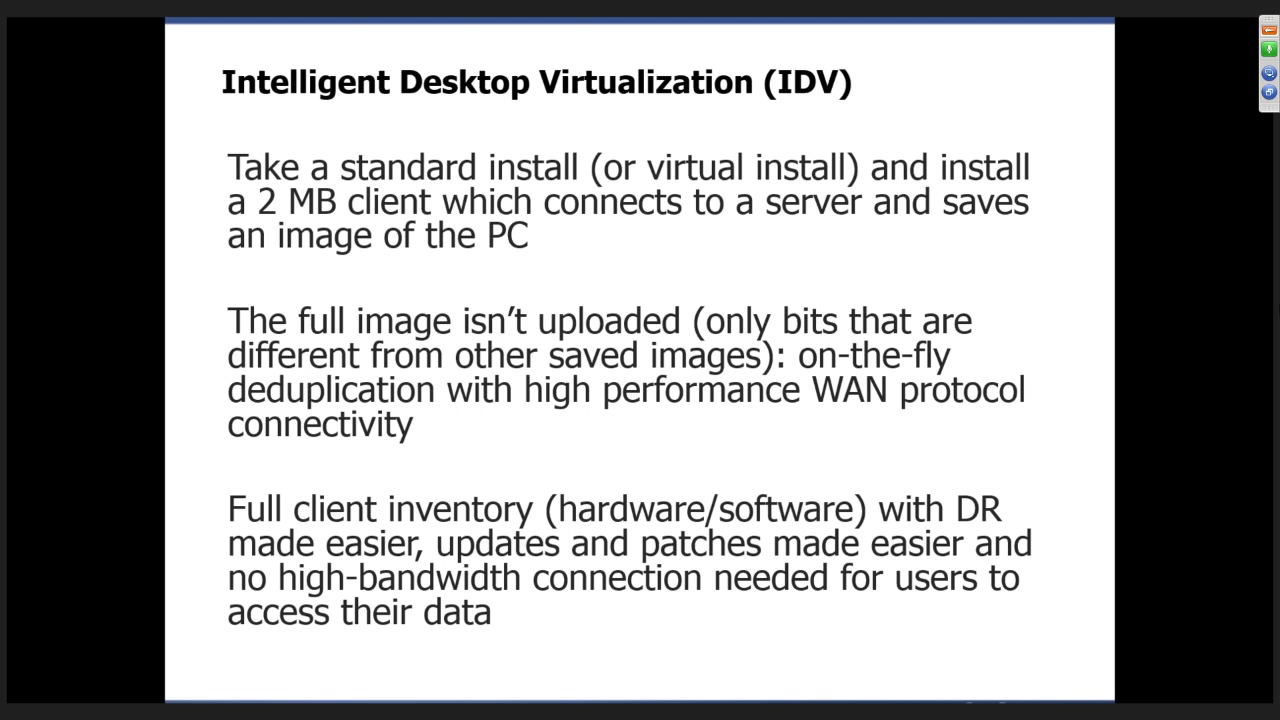 Intelligent Desktop Virtualization (IDV)
Take a standard install (or virtual install) and install
a 2 MB client which connects to a server and saves
an image of the PC
The full image isn’t uploaded (only bits that are
different from other saved images): on-the-fly
deduplication with high performance WAN protocol
connectivity
Full client inventory (hardware/software) with DR
made easier, updates and patches made easier and
no high-bandwidth connection needed for users to
access their data